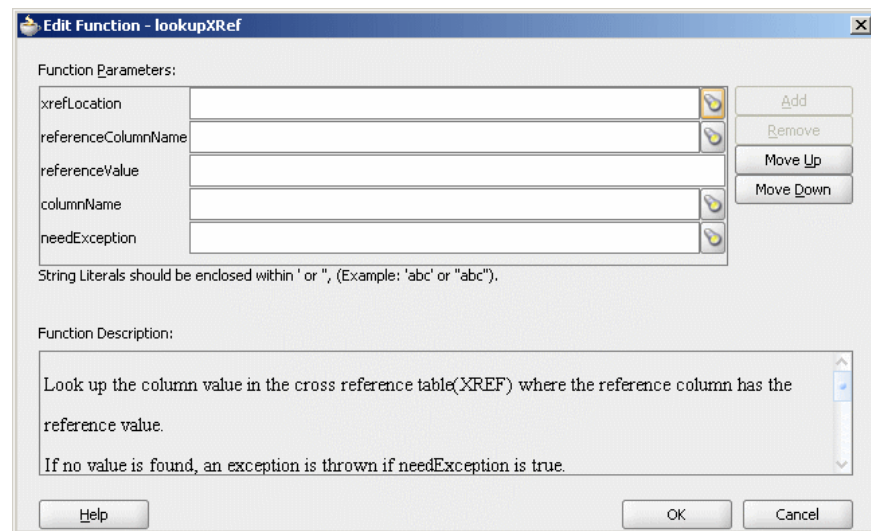 Edit Function - lookupXRef
Function Parameters:
xrefLocation
referenceColumnName
referenceValue
columnName
needException
Add
Remove
Move Up
Move Down
String Literals should be enclosed within ' or ", (Example: 'abc' or "abc").
Function Description:
Look up the column value in the cross reference table(XREF) where the reference column has the
reference value.
If no value is found, an exception is thrown if needException is true.
Help
OK
Cancel